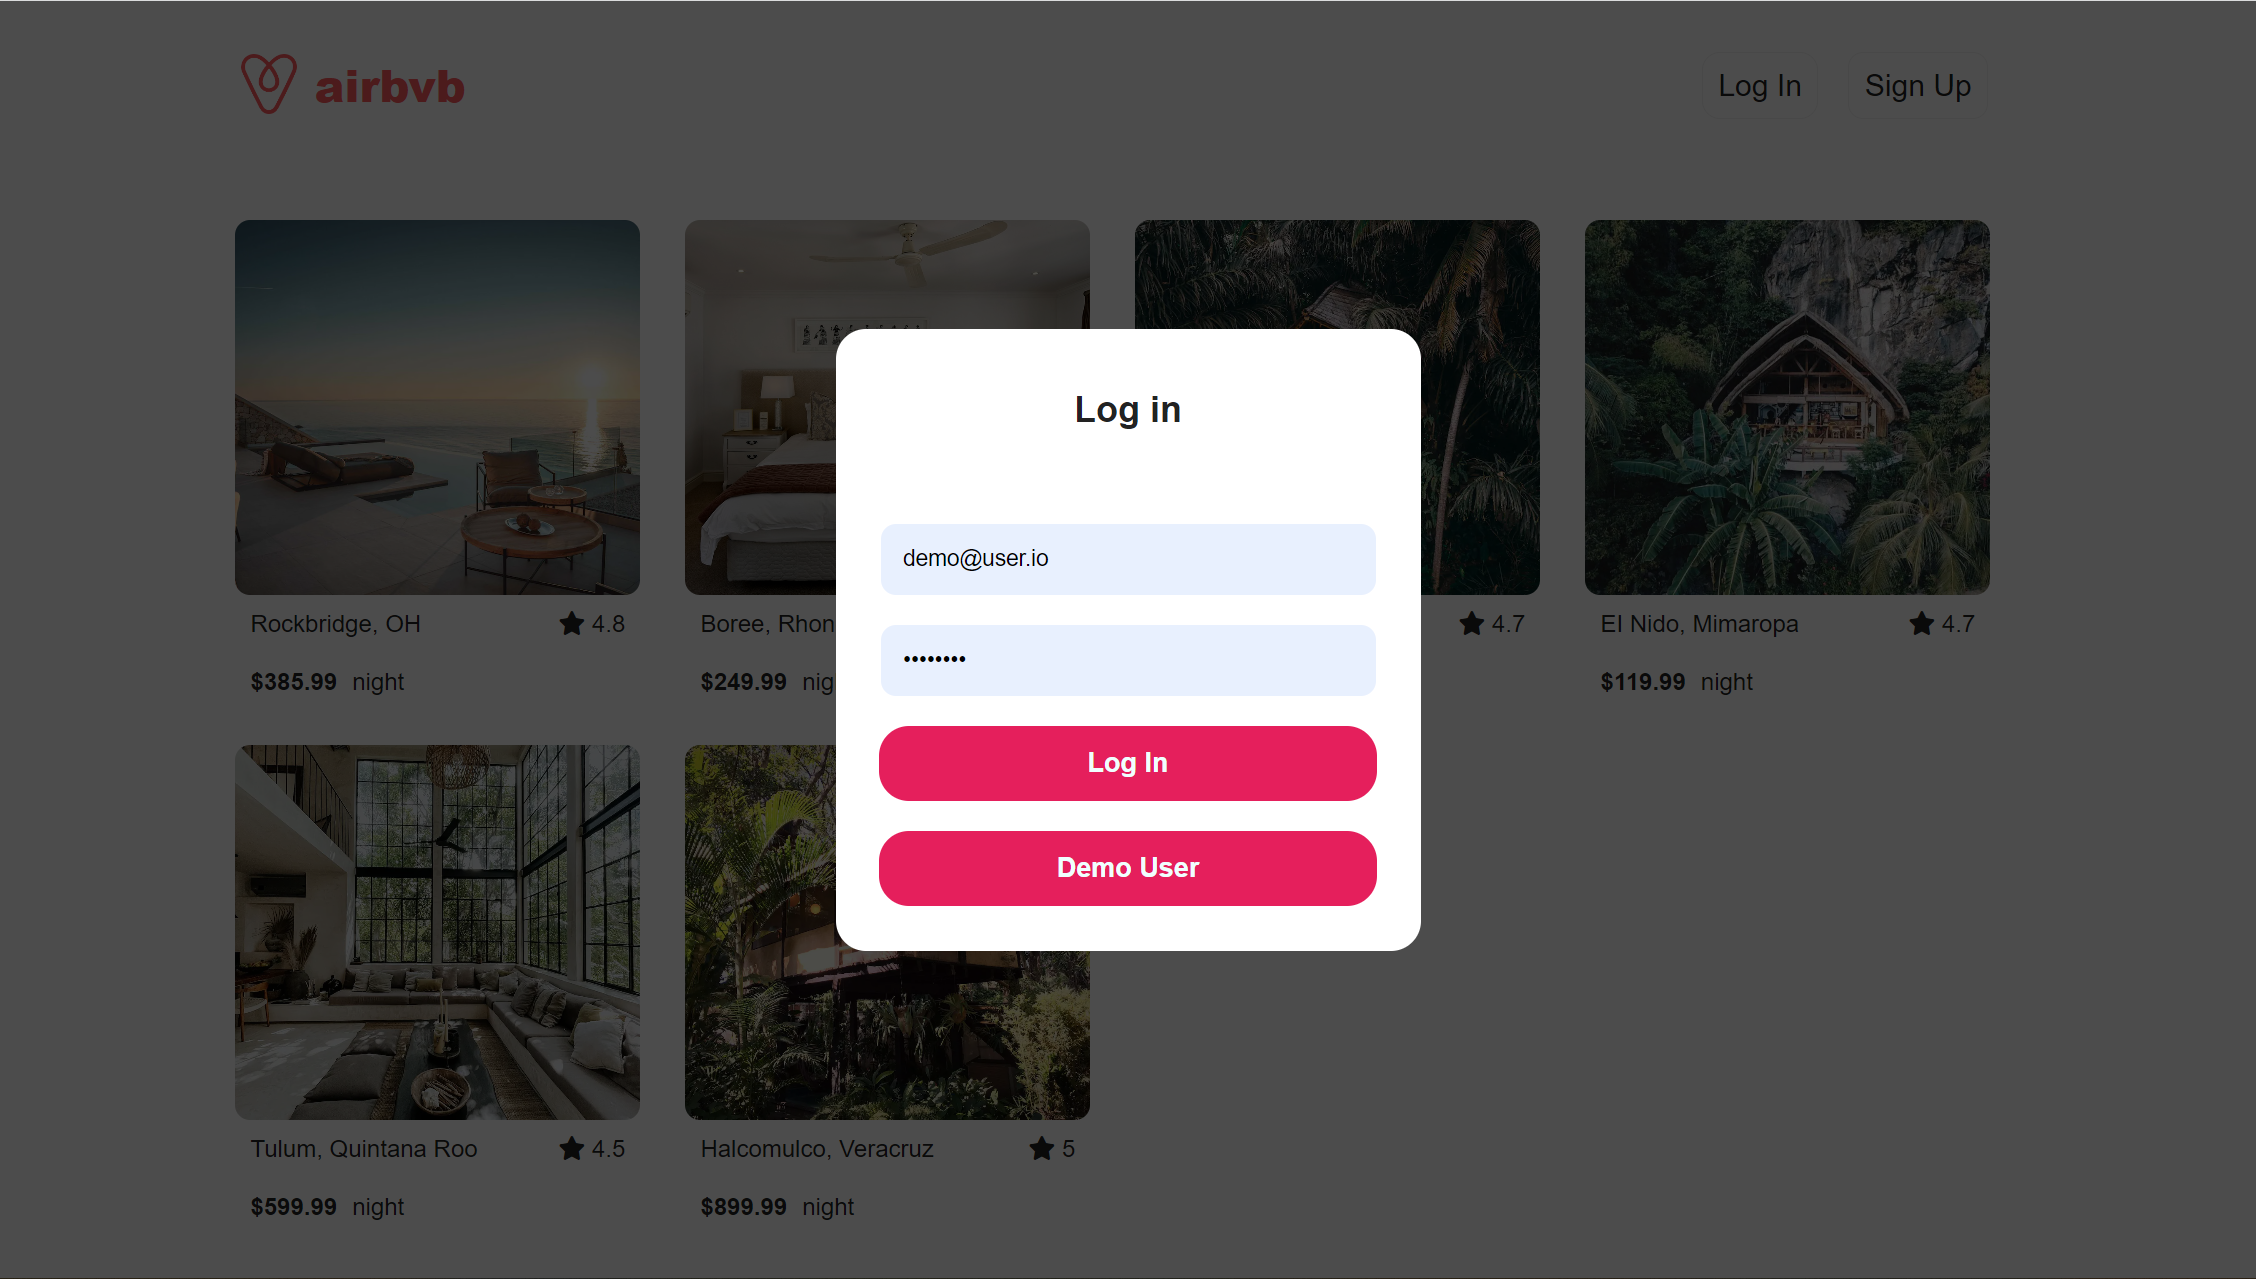 airbvb
Log In
Sign Up
Log in
demo@user.io
••••••••
Log In
Demo User
Rockbridge, OH
4.8
$385.99 night
Boree, Rhon
$249.99 nig
4.7
El Nido, Mimaropa
4.7
$119.99 night
Tulum, Quintana Roo
4.5
$599.99 night
Halcomulco, Veracruz
5
$899.99 night